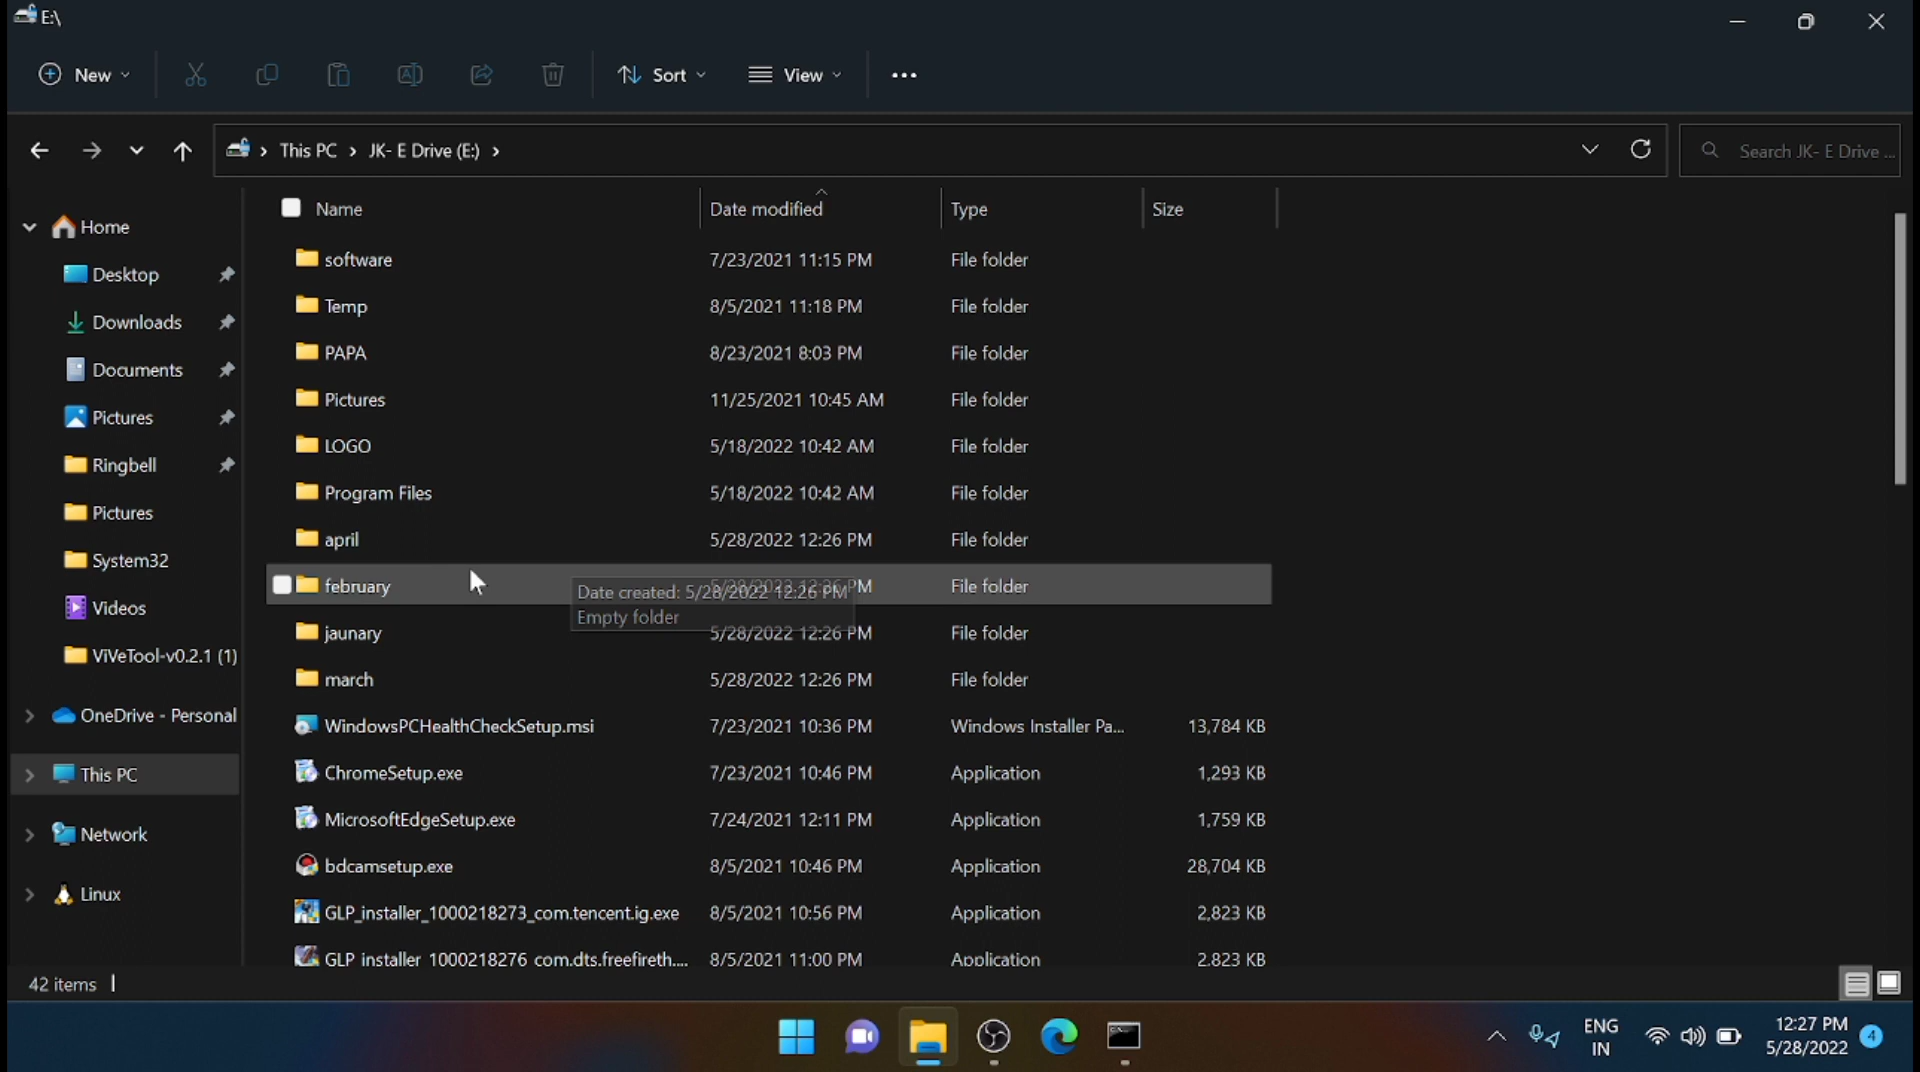 E:\
New
Sort
View
This PC > JK- E Drive (E:) >
Search JK- E Drive ...
Name Date modified Type Size
Home
Desktop
Downloads
Documents
Pictures
Ringbell
Pictures
System32
Videos
ViVeTool-v0.2.1 (1)
OneDrive - Personal
This PC
Network
Linux
software 7/23/2021 11:15 PM File folder
Temp 8/5/2021 11:18 PM File folder
PAPA 8/23/2021 8:03 PM File folder
Pictures 11/25/2021 10:45 AM File folder
LOGO 5/18/2022 10:42 AM File folder
Program Files 5/18/2022 10:42 AM File folder
april 5/28/2022 12:26 PM File folder
february 5/28/2022 12:26 PM File folder
Date created: 5/28/2022 12:26 PM
Empty folder
jaunary 5/28/2022 12:26 PM File folder
march 5/28/2022 12:26 PM File folder
WindowsPCHealthCheckSetup.msi 7/23/2021 10:36 PM Windows Installer Pa... 13,784 KB
ChromeSetup.exe 7/23/2021 10:46 PM Application 1,293 KB
MicrosoftEdgeSetup.exe 7/24/2021 12:11 PM Application 1,759 KB
bdcamsetup.exe 8/5/2021 10:46 PM Application 28,704 KB
GLP_installer_1000218273_com.tencent.ig.exe 8/5/2021 10:56 PM Application 2,823 KB
GLP_installer_1000218276_com.dts.freefireth.... 8/5/2021 11:00 PM Application 2,823 KB
42 items
ENG
IN
12:27 PM
5/28/2022
4